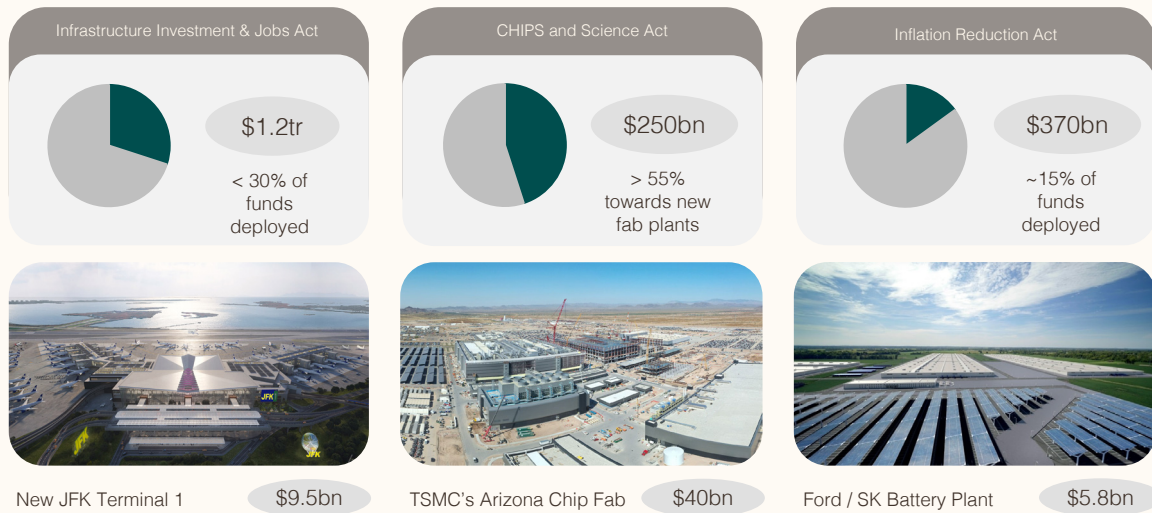 Infrastructure Investment & Jobs Act
$1.2tr
< 30% of
funds
deployed
CHIPS and Science Act
$250bn
> 55%
towards new
fab plants
Inflation Reduction Act
$370bn
~15% of
funds
deployed
JFK
JFK
New JFK Terminal 1
$9.5bn
TSMC's Arizona Chip Fab
$40bn
Ford / SK Battery Plant
$5.8bn